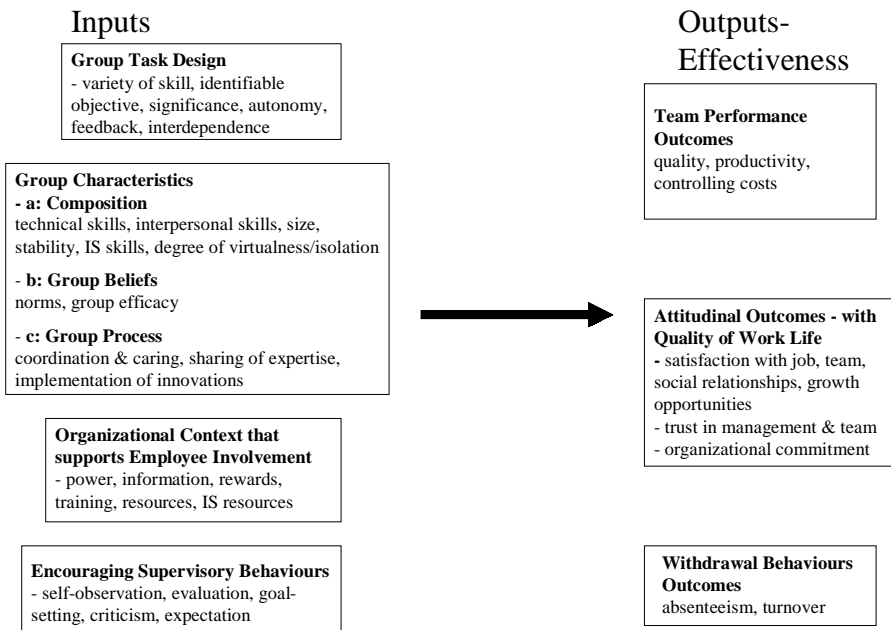 Inputs
Group Task Design
- variety of skill, identifiable
objective, significance, autonomy,
feedback, interdependence
Group Characteristics
- a: Composition
technical skills, interpersonal skills, size,
stability, IS skills, degree of virtualness/isolation
- b: Group Beliefs
norms, group efficacy
- c: Group Process
coordination & caring, sharing of expertise,
implementation of innovations
Organizational Context that
supports Employee Involvement
- power, information, rewards,
training, resources, IS resources
Encouraging Supervisory Behaviours
- self-observation, evaluation, goal-
setting, criticism, expectation
Outputs-
Effectiveness
Team Performance
Outcomes
quality, productivity,
controlling costs
Attitudinal Outcomes - with
Quality of Work Life
- satisfaction with job, team,
social relationships, growth
opportunities
- trust in management & team
- organizational commitment
Withdrawal Behaviours
Outcomes
absenteeism, turnover